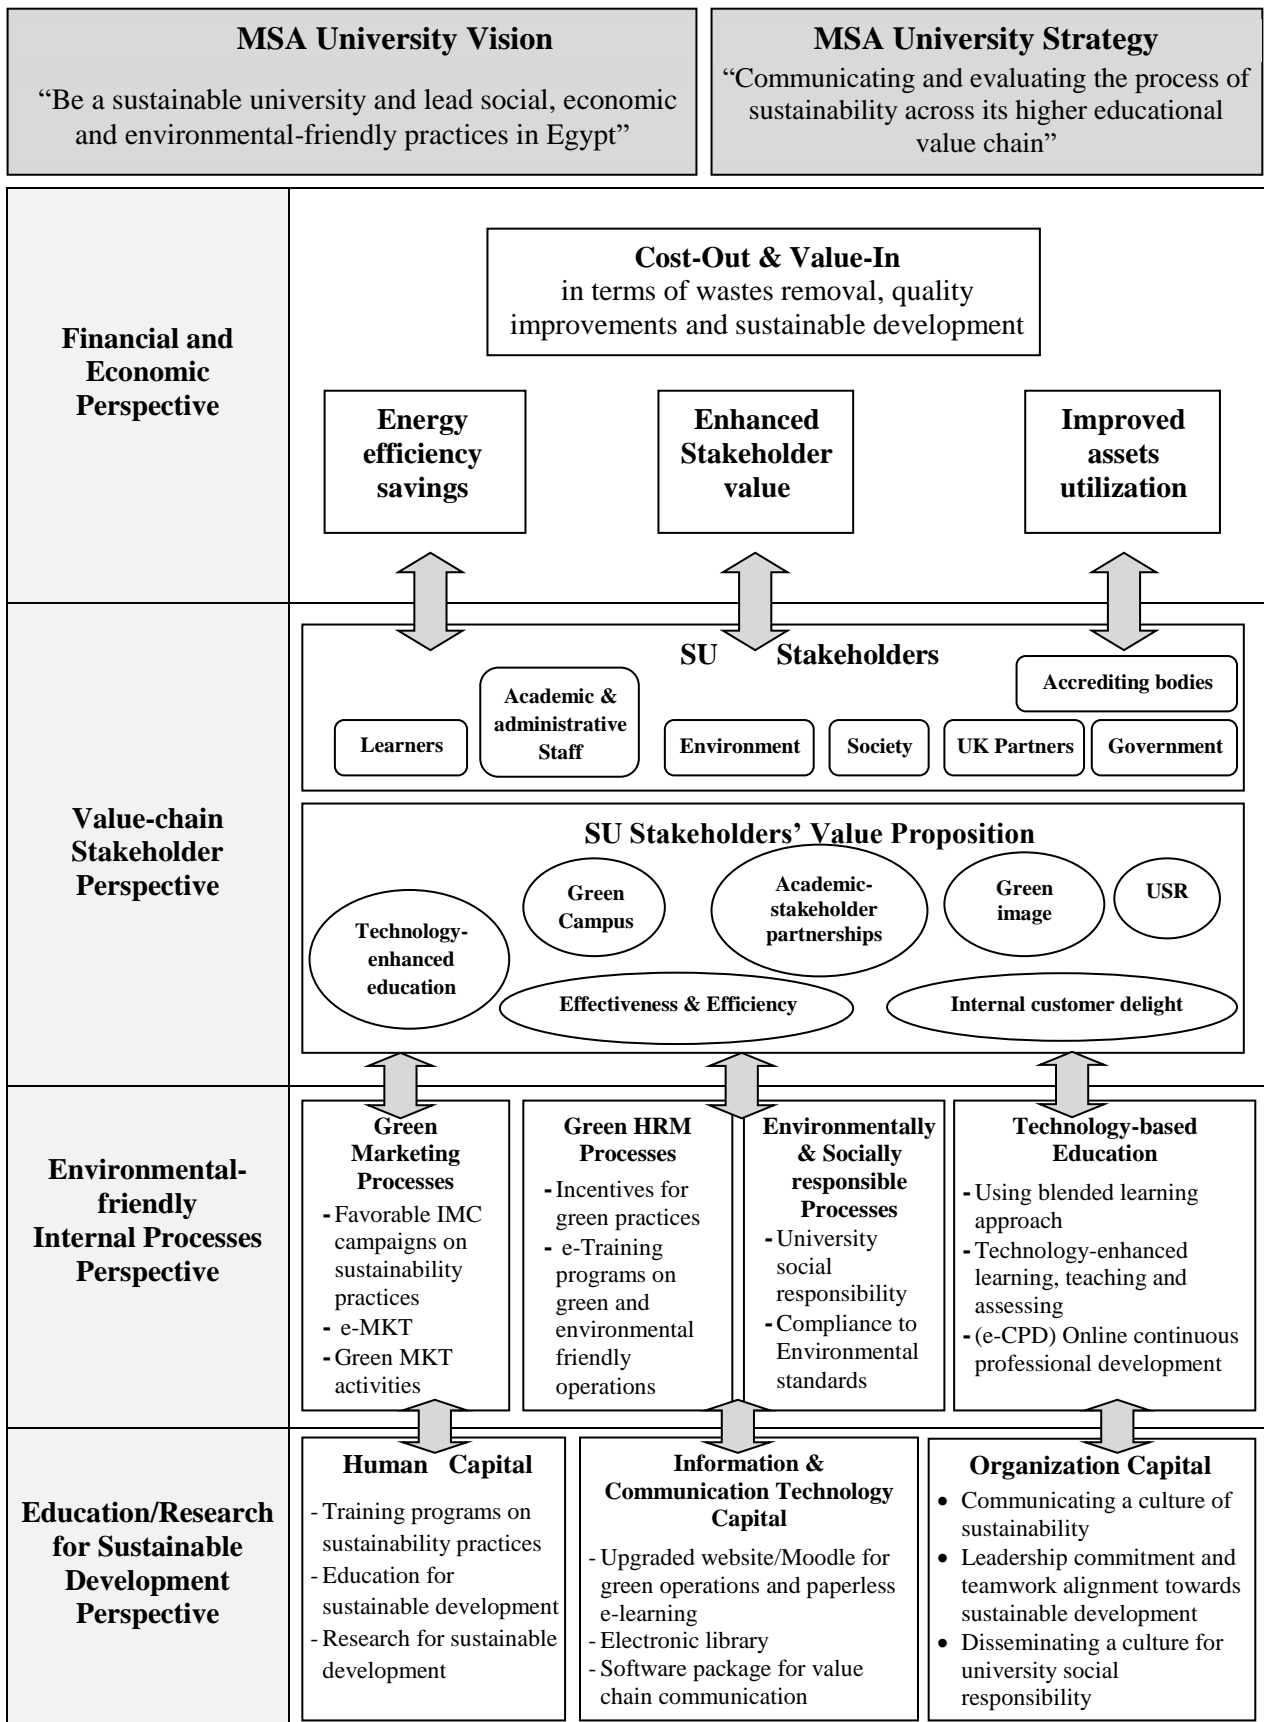 MSA University Vision
“Be a sustainable university and lead social, economic
and environmental-friendly practices in Egypt”
MSA University Strategy
“Communicating and evaluating the process of
sustainability across its higher educational
value chain”
Financial and
Economic
Perspective
Cost-Out & Value-In
in terms of wastes removal, quality
improvements and sustainable development
Energy
efficiency
savings
Enhanced
Stakeholder
value
Improved
assets
utilization
Value-chain
Stakeholder
Perspective
SU Stakeholders
Learners
Academic &
administrative
Staff
Environment
Society
UK Partners
Accrediting bodies
Government
SU Stakeholders’ Value Proposition
Technology-
enhanced
education
Green
Campus
Academic-
stakeholder
partnerships
Green
image
USR
Effectiveness & Efficiency
Internal customer delight
Environmental-
friendly
Internal Processes
Perspective
Green
Marketing
Processes
- Favorable IMC
campaigns on
sustainability
practices
- e-MKT
- Green MKT
activities
Green HRM
Processes
- Incentives for
green practices
- e-Training
programs on
green and
environmental
friendly
operations
Environmentally
& Socially
responsible
Processes
- University
social
responsibility
- Compliance to
Environmental
standards
Technology-based
Education
- Using blended learning
approach
- Technology-enhanced
learning, teaching and
assessing
- (e-CPD) Online continuous
professional development
Education/Research
for Sustainable
Development
Perspective
Human Capital
- Training programs on
sustainability practices
- Education for
sustainable development
- Research for sustainable
development
Information &
Communication Technology
Capital
- Upgraded website/Moodle for
green operations and paperless
e-learning
- Electronic library
- Software package for value
chain communication
Organization Capital
• Communicating a culture of
sustainability
• Leadership commitment and
teamwork alignment towards
sustainable development
• Disseminating a culture for
university social
responsibility